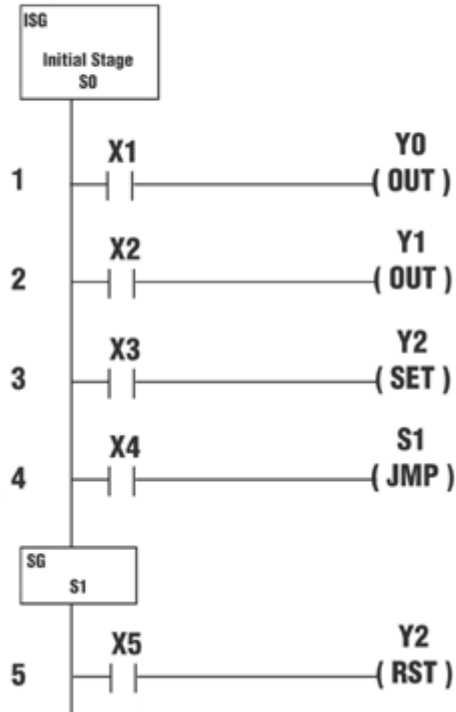 ISG
Initial Stage
S0
X1 Y0
1 ( OUT )
X2 Y1
2 ( OUT )
X3 Y2
3 ( SET )
X4 S1
4 ( JMP )
SG
S1
X5 Y2
5 ( RST )